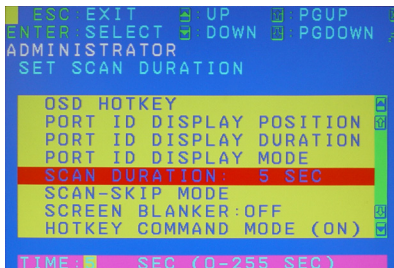 ESC:EXIT :UP :PGUP
ENTER:SELECT :DOWN :PGDOWN
ADMINISTRATOR
SET SCAN DURATION
OSD HOTKEY
PORT ID DISPLAY POSITION
PORT ID DISPLAY DURATION
PORT ID DISPLAY MODE
SCAN DURATION: 5 SEC
SCAN-SKIP MODE
SCREEN BLANKER:OFF
HOTKEY COMMAND MODE (ON)
TIME:5 SEC (0-255 SEC)